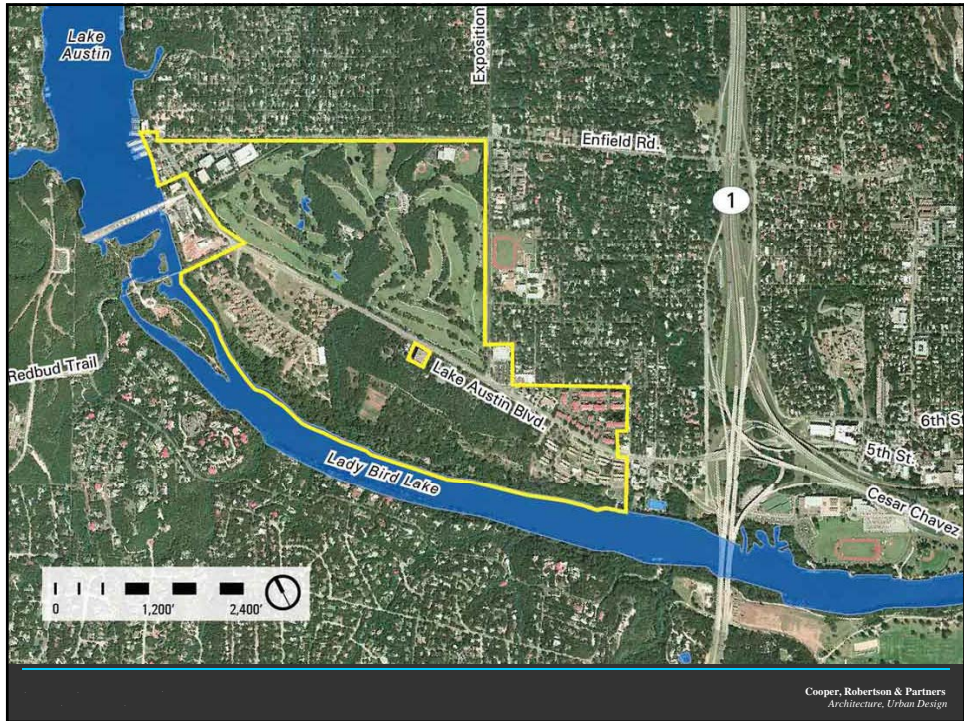 Lake
Austin
Exposition
Enfield Rd.
1
Redbud Trail
Lake Austin Blvd.
Lady Bird Lake
6th St
5th St.
Cesar Chavez
0
1,200'
2,400'
Cooper, Robertson & Partners
Architecture, Urban Design